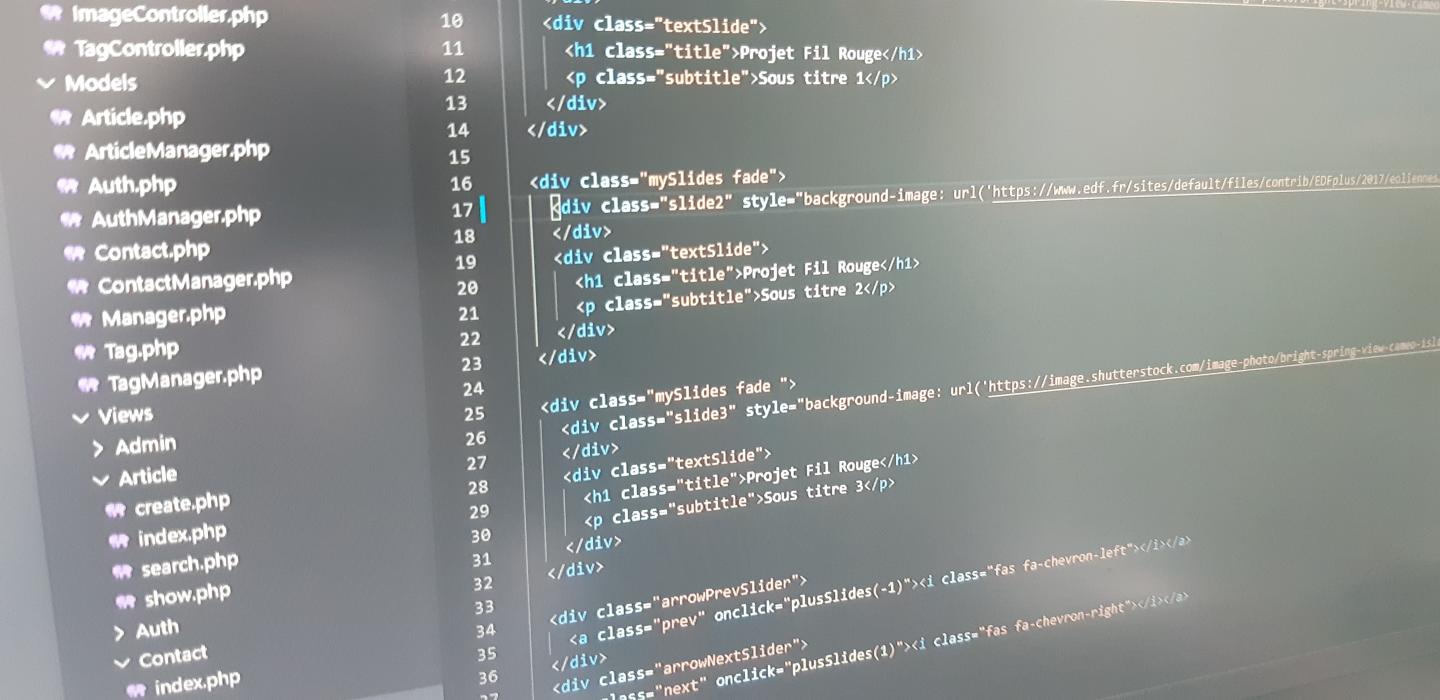 ImageController.php
TagController.php
Models
Article.php
ArticleManager.php
Auth.php
AuthManager.php
Contact.php
ContactManager.php
Manager.php
Tag.php
TagManager.php
Views
Admin
Article
create.php
index.php
search.php
show.php
Auth
Contact
index.php
10 <div class="textSlide">
11 <h1 class="title">Projet Fil Rouge</h1>
12 <p class="subtitle">Sous titre 1</p>
13 </div>
14 </div>
15
16 <div class="mySlides fade">
17 <div class="slide2" style="background-image: url('https://www.edf.fr/sites/default/files/contrib/EDFplus/2017/eoliennes
18 </div>
19 <div class="textSlide">
20 <h1 class="title">Projet Fil Rouge</h1>
21 <p class="subtitle">Sous titre 2</p>
22 </div>
23 </div>
24
25 <div class="mySlides fade ">
26 <div class="slide3" style="background-image: url('https://image.shutterstock.com/image-photo/bright-spring-view-cameo-isl
27 </div>
28 <div class="textSlide">
29 <h1 class="title">Projet Fil Rouge</h1>
30 <p class="subtitle">Sous titre 3</p>
31 </div>
32 </div>
33
34 <div class="arrowPrevSlider">
35 <a class="prev" onclick="plusSlides(-1)"><i class="fas fa-chevron-left"></i></a>
36 </div>
37 <div class="arrowNextSlider">
class="next" onclick="plusSlides(1)"><i class="fas fa-chevron-right"></i></a>